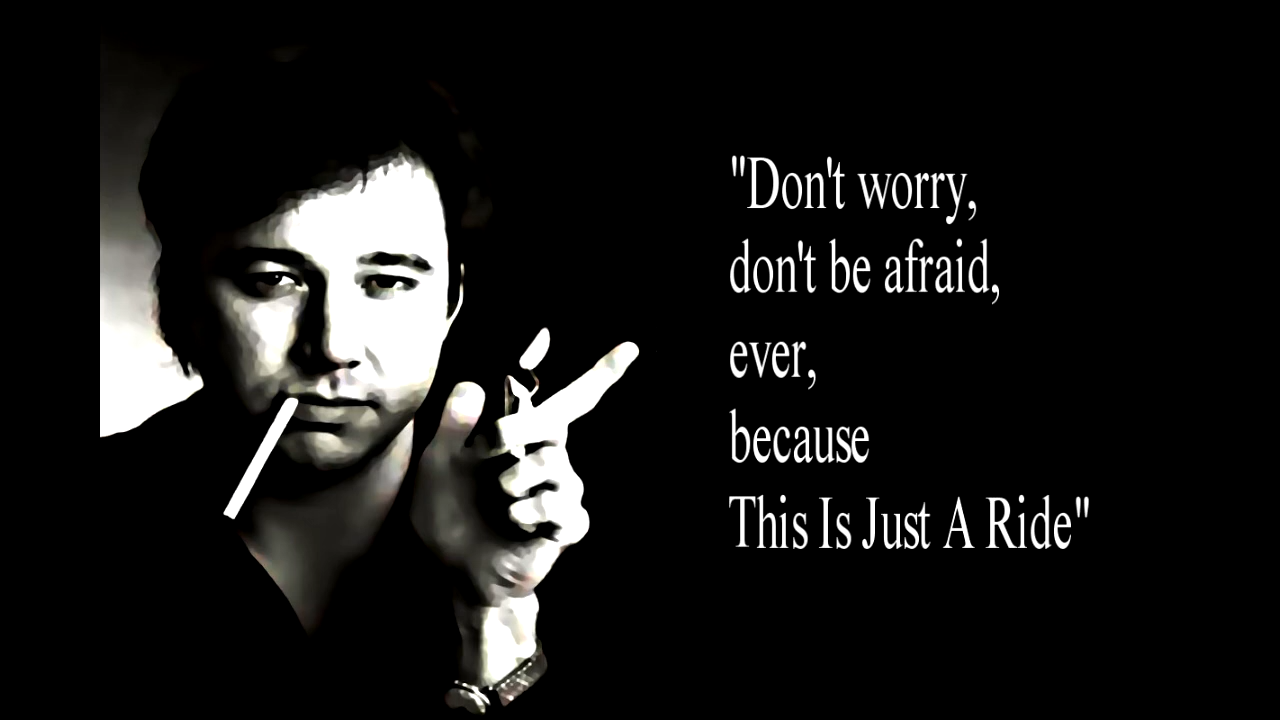 "Don't worry,
don't be afraid,
ever,
because
This Is Just A Ride"